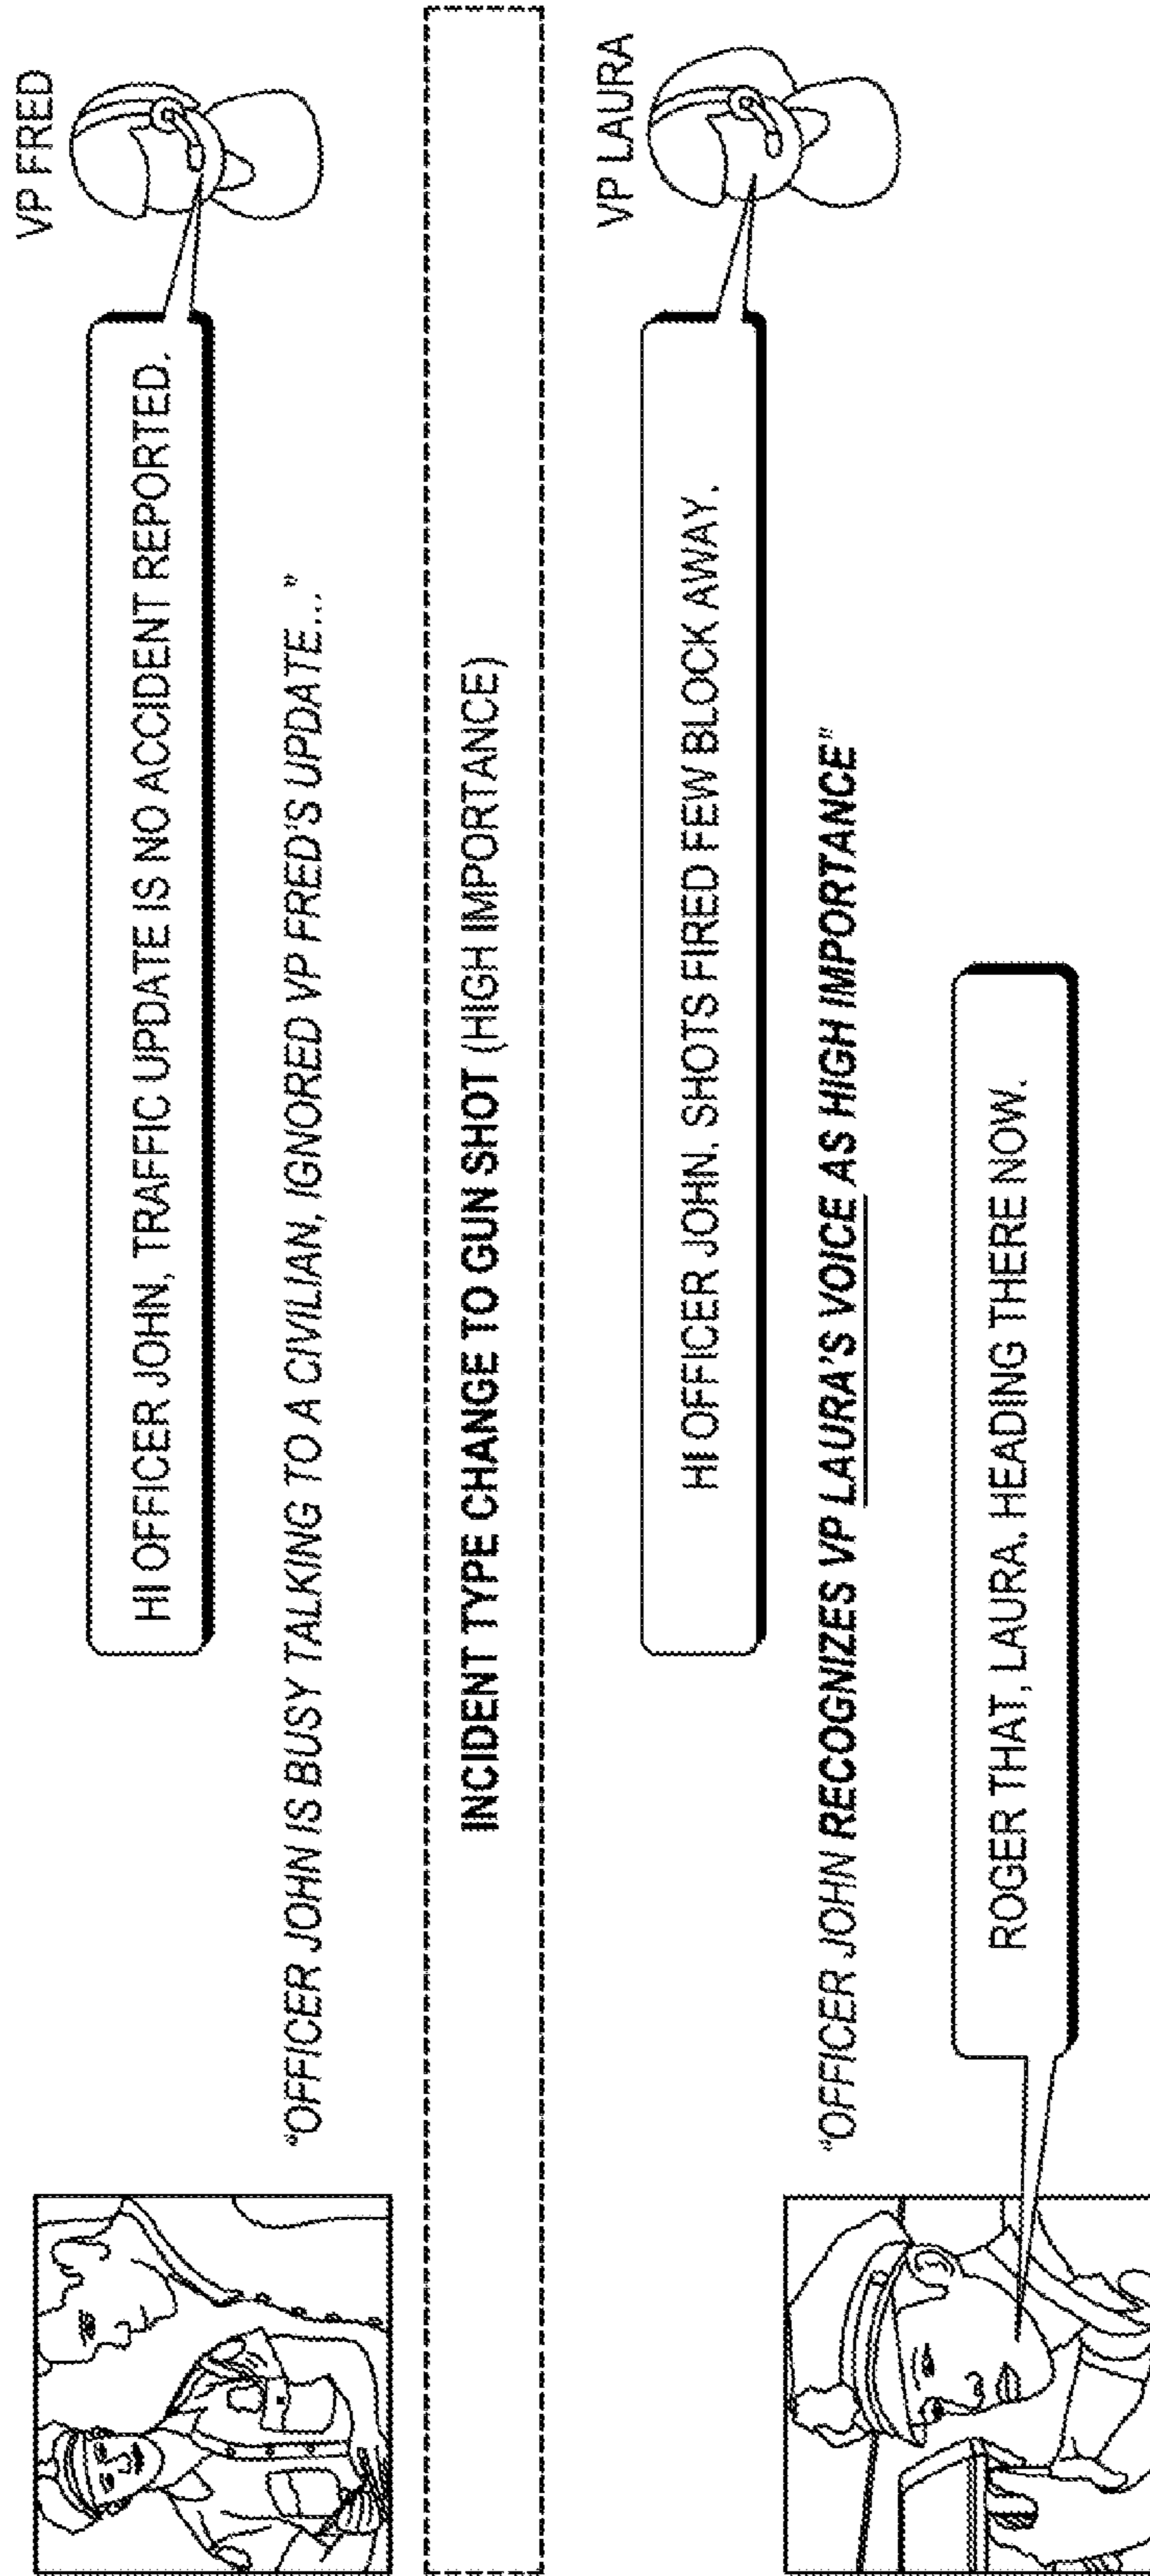 VP FRED
HI OFFICER JOHN, TRAFFIC UPDATE IS NO ACCIDENT REPORTED.
"OFFICER JOHN IS BUSY TALKING TO A CIVILIAN, IGNORED VP FRED'S UPDATE..."
INCIDENT TYPE CHANGE TO GUN SHOT (HIGH IMPORTANCE)
VP LAURA
HI OFFICER JOHN. SHOTS FIRED FEW BLOCK AWAY.
"OFFICER JOHN RECOGNIZES VP LAURA'S VOICE AS HIGH IMPORTANCE"
ROGER THAT, LAURA. HEADING THERE NOW.